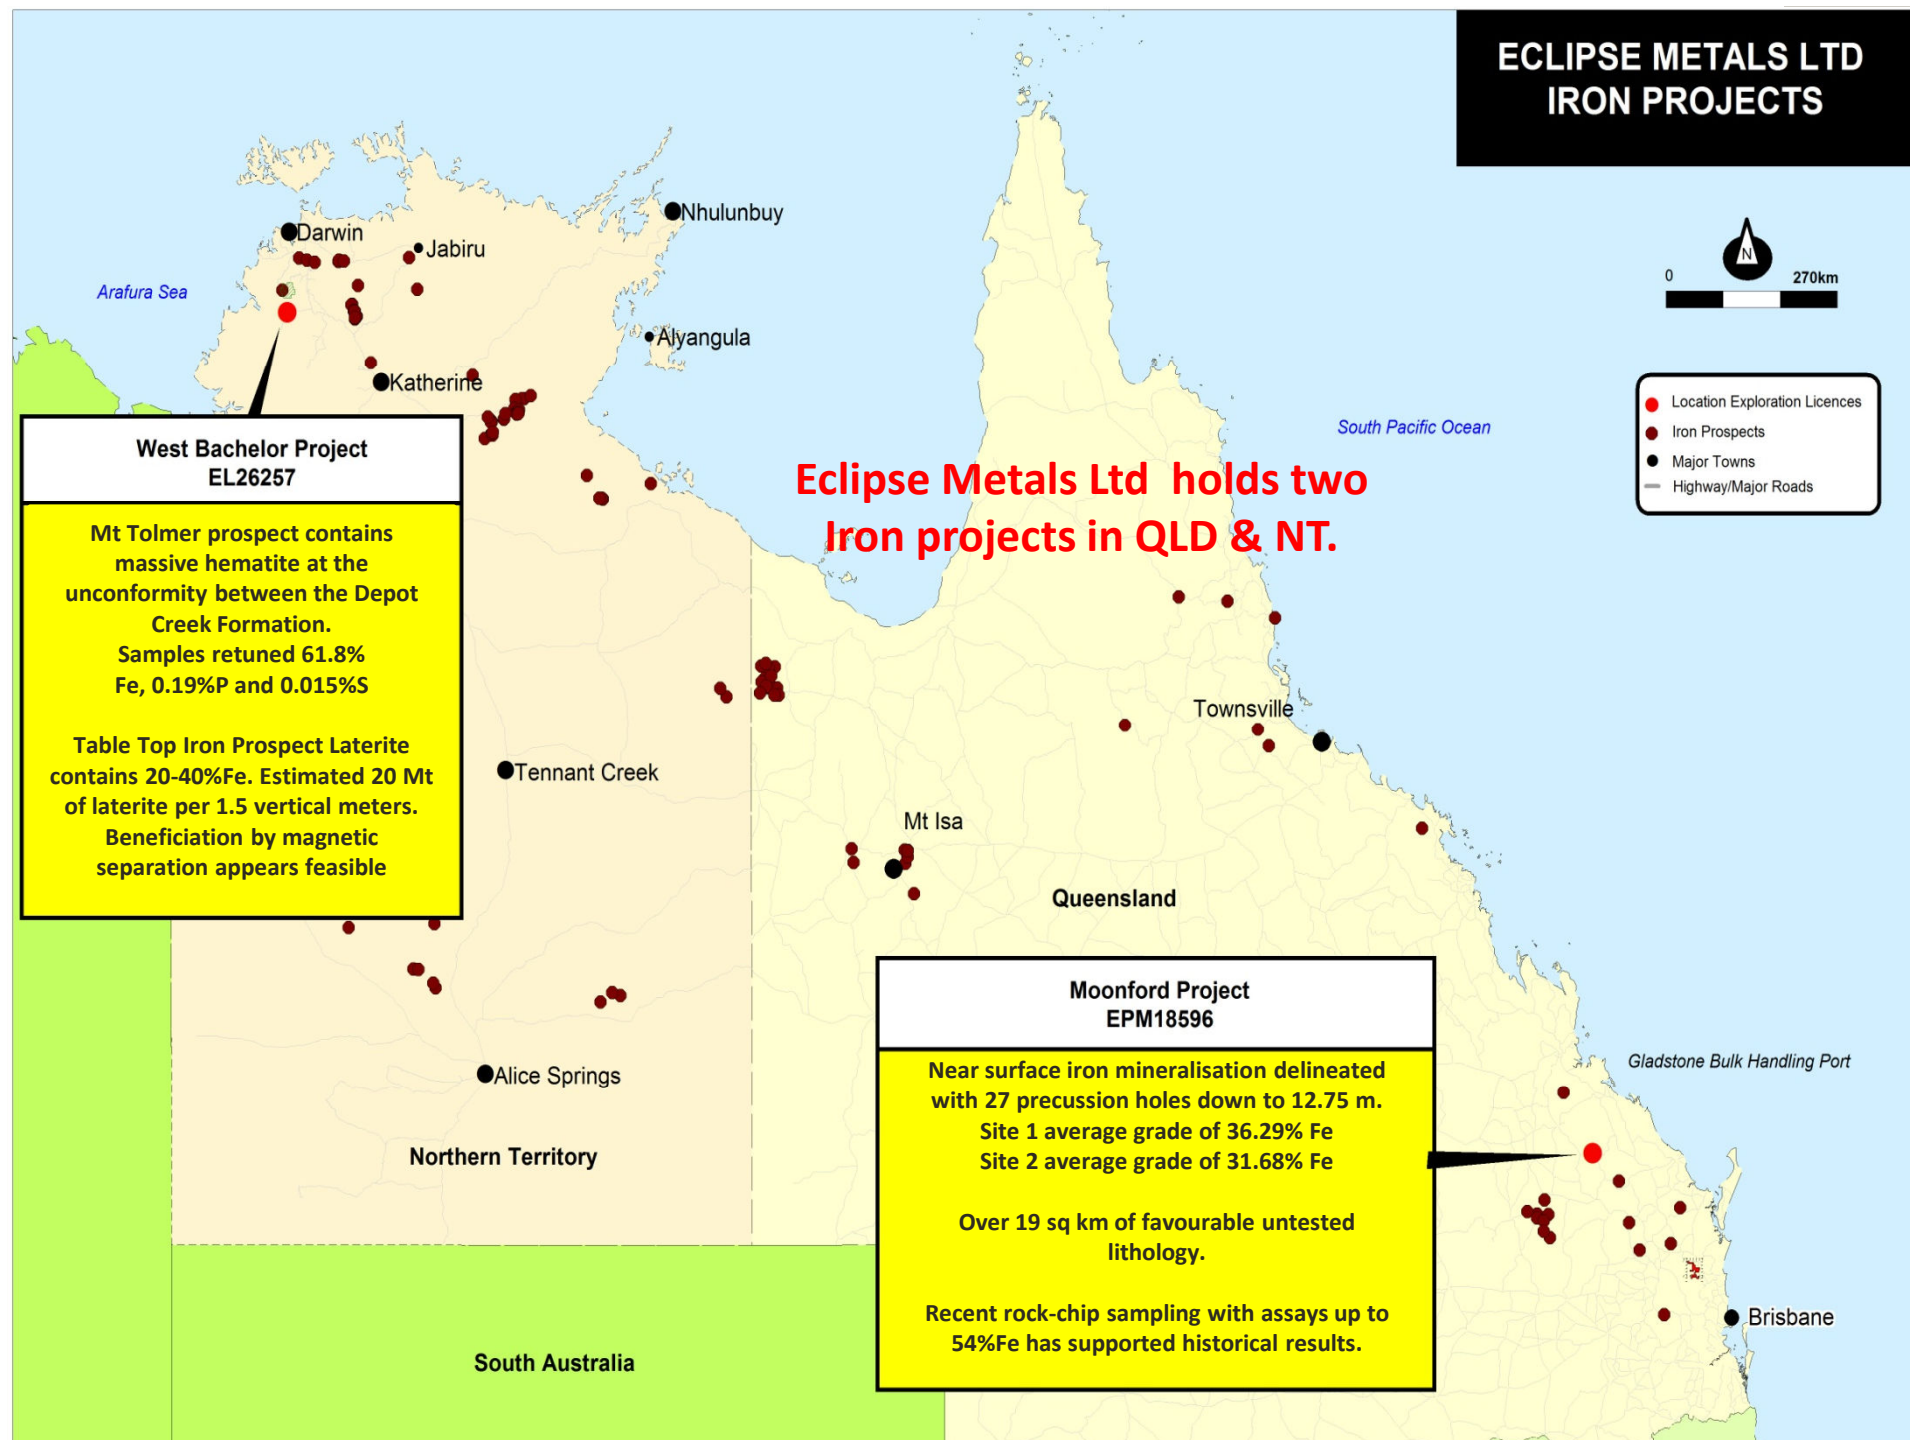 ECLIPSE METALS LTD
IRON PROJECTS
Nhulunbuy
Darwin
Jabiru
Arafura Sea
N
0
270km
Alyangula
Katherine
Location Exploration Licences
Iron Prospects
Major Towns
Highway/Major Roads
South Pacific Ocean
West Bachelor Project
EL26257
Mt Tolmer prospect contains
massive hematite at the
unconformity between the Depot
Creek Formation.
Samples retuned 61.8%
Fe, 0.19%P and 0.015%S
Table Top Iron Prospect Laterite
contains 20-40%Fe. Estimated 20 Mt
of laterite per 1.5 vertical meters.
Beneficiation by magnetic
separation appears feasible
Eclipse Metals Ltd holds two
Iron projects in QLD & NT.
Townsville
Tennant Creek
Mt Isa
Queensland
Moonford Project
EPM18596
Near surface iron mineralisation delineated
with 27 precussion holes down to 12.75 m.
Site 1 average grade of 36.29% Fe
Site 2 average grade of 31.68% Fe
Over 19 sq km of favourable untested
lithology.
Recent rock-chip sampling with assays up to
54%Fe has supported historical results.
Gladstone Bulk Handling Port
Alice Springs
Northern Territory
Brisbane
South Australia